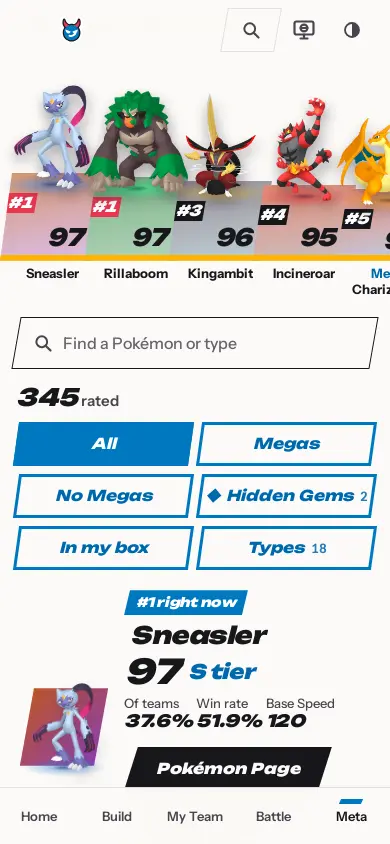 #1
97
#1
97
#3
96
#4
95
#5
Sneasler
Rillaboom
Kingambit
Incineroar
Find a Pokémon or type
345 rated
All
Megas
No Megas
◆ Hidden Gems 2
In my box
Types 18
#1 right now
Sneasler
97 S tier
Of teams Win rate Base Speed
37.6% 51.9% 120
Pokémon Page
Home Build My Team Battle Meta